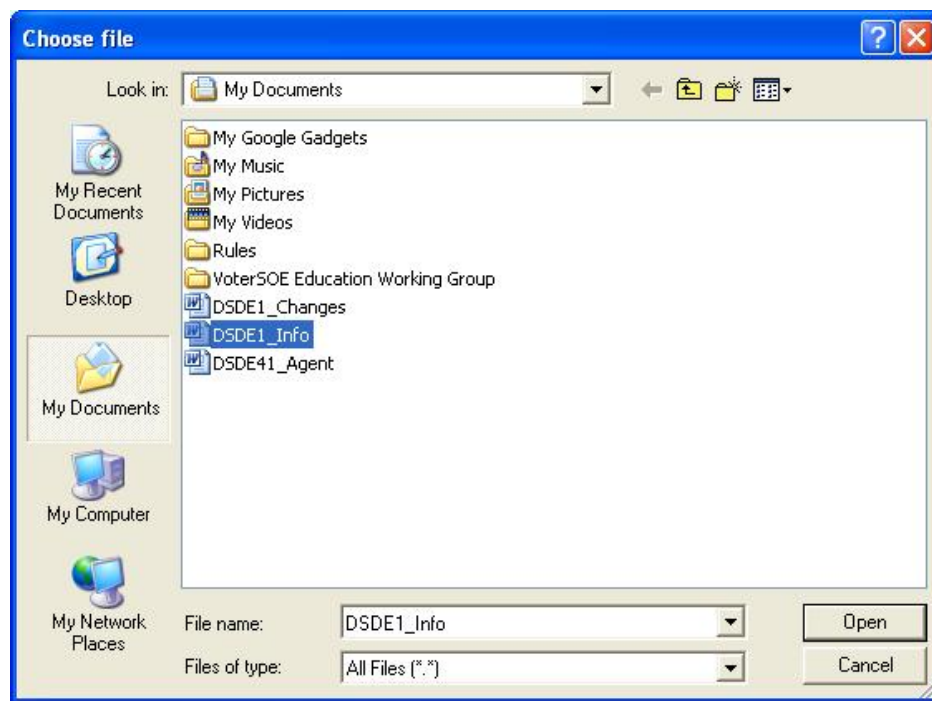 Choose file
Look in:
My Documents
My Recent
Documents
Desktop
My Documents
My Computer
My Network
Places
My Google Gadgets
My Music
My Pictures
My Videos
Rules
VoterSOE Education Working Group
DSDE1_Changes
DSDE1_Info
DSDE41_Agent
File name:
DSDE1_Info
Open
Files of type:
All Files (*.*)
Cancel